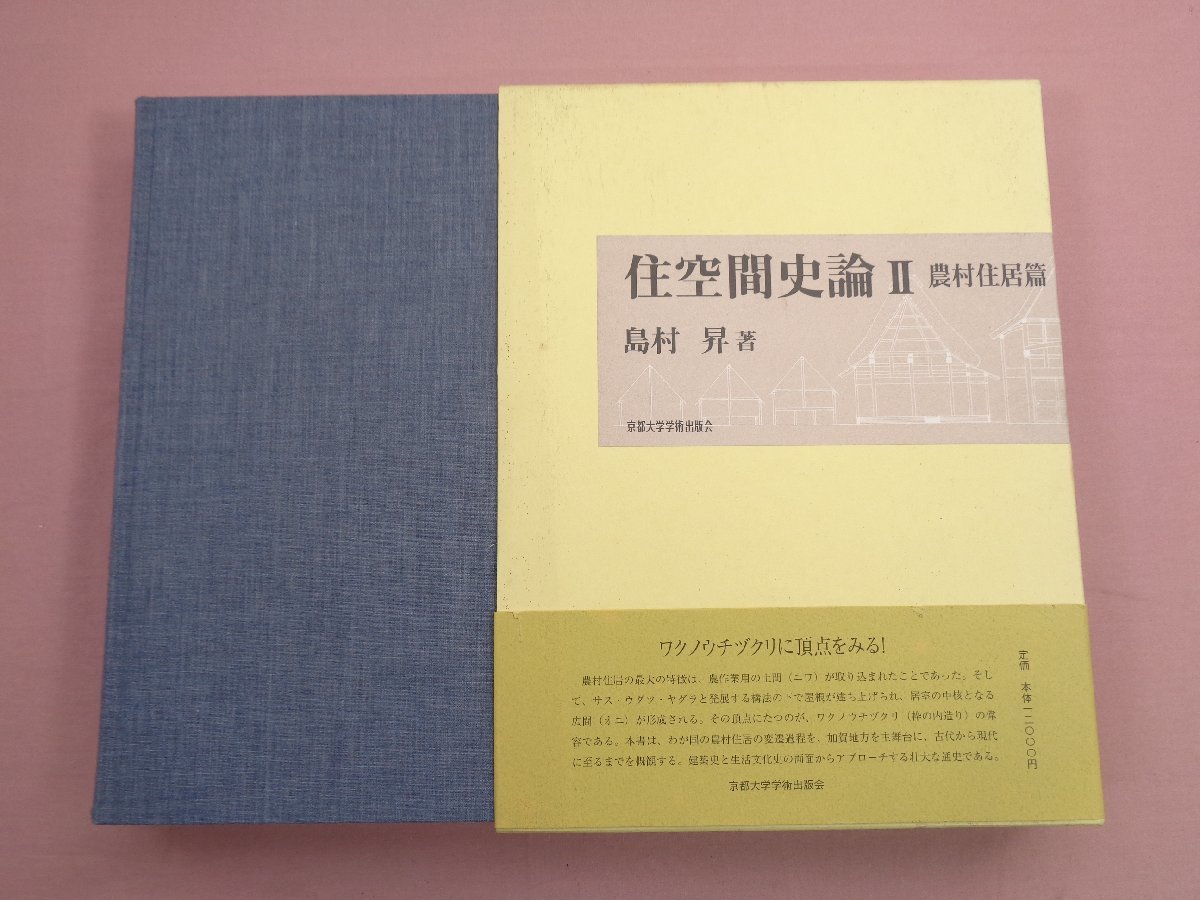 住空間史論 II 農村住居篇
島村 昇 著
京都大学学術出版会
ワクノウチヅクリに頂点をみる!
農村住居の最大の特徴は、農作業用の土間(ニワ)が取り込まれたことであった。そし
て、サス・ウダツ・ヤグラと発展する構法の下で屋根が建ち上げられ、居室の中核となる
広間(オエ)が形成される。その頂点にたつのが、ワクノウチヅクリ(枠の内造り)の偉
容である。本書は、わが国の農村住居の変遷過程を、加賀地方を主舞台に、古代から現代
に至るまでを概観する。建築史と生活文化史の両面からアプローチする壮大な通史である。
京都大学学術出版会
定価 本体一二〇〇〇円